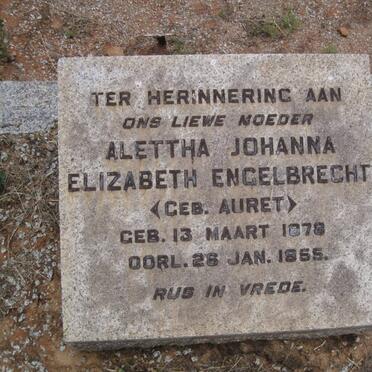 TER HERINNERING AAN
ONS LIEWE MOEDER
ALETTHA JOHANNA
ELIZABETH ENGELBRECHT
(GEB. AURET)
GEB. 13 MAART 1878
OORL. 26 JAN. 1955.
RUS IN VREDE.